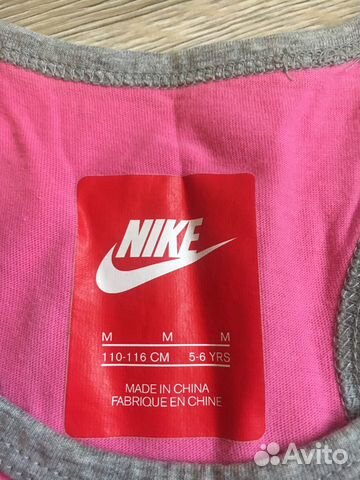 NIKE
M M M
110-116 CM 5-6 YRS
MADE IN CHINA
FABRIQUE EN CHINE
Avito